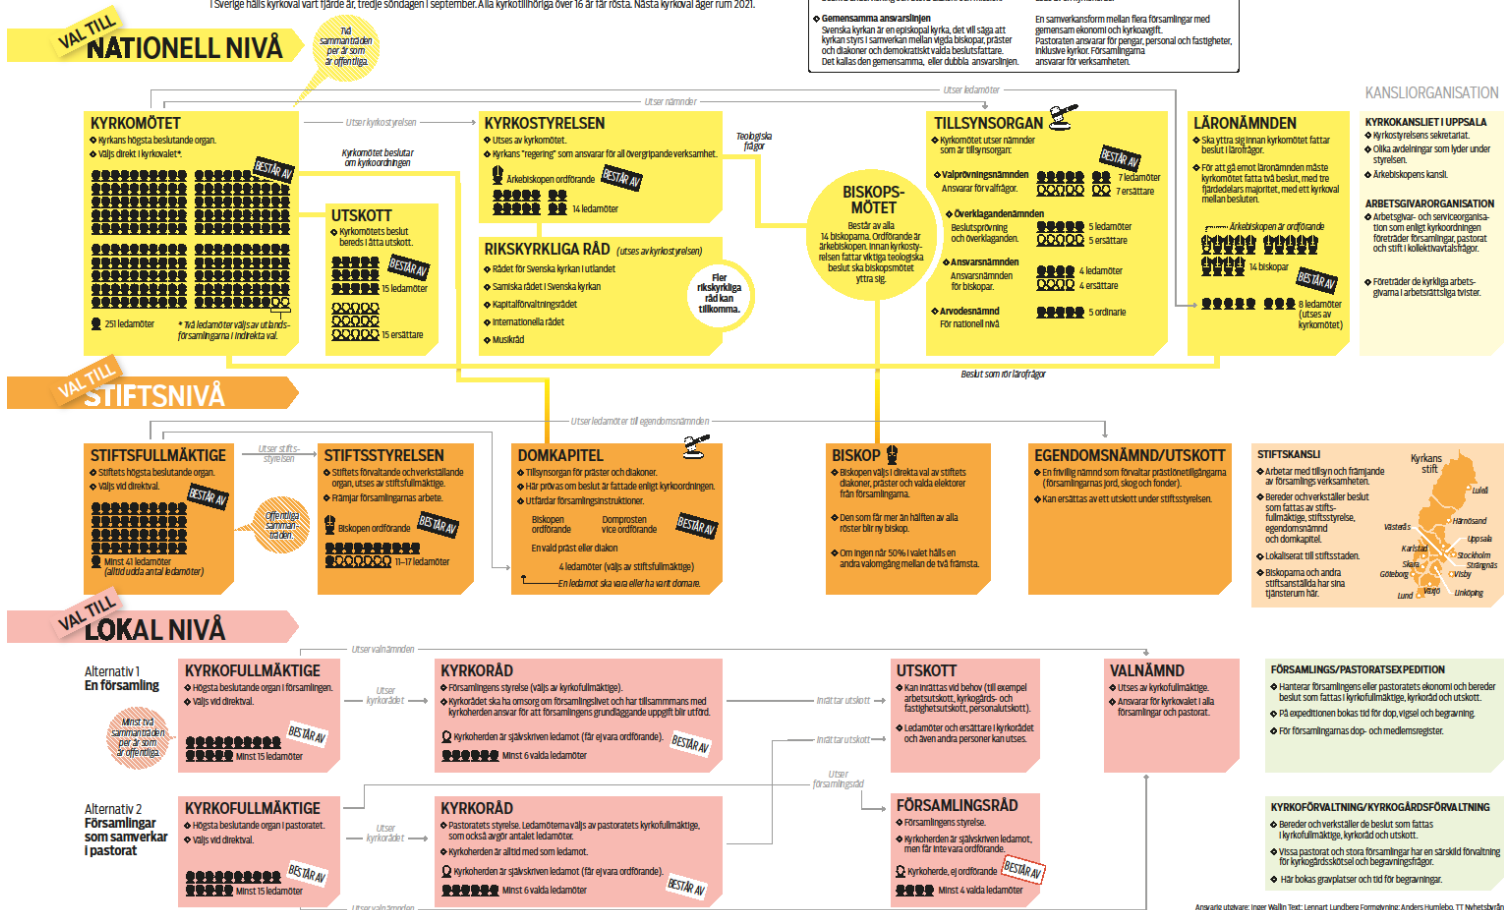 I Sverige hålls kyrkoval vart fjärde år, tredje söndagen i september. Alla kyrkotillhöriga över 16 år får rösta. Nästa kyrkoval äger rum 2021.
VAL TILL
NATIONELL NIVÅ
Två
sammanträden
per år som
är offentliga.
Gemensamma ansvarslinjen
Svenska kyrkan är en episkopal kyrka, det vill säga att
kyrkan styrs i samverkan mellan vigda biskopar, präster
och diakoner och demokratiskt valda beslutsfattare.
Det kallas den gemensamma, eller dubbla ansvarslinjen.
En samverkansform mellan flera församlingar med
gemensam ekonomi och kyrkoavgift.
Pastoraten ansvarar för pengar, personal och fastigheter,
inklusive kyrkor. Församlingarna
ansvarar för verksamheten.
Utser ledamöter
Utser nämnder
KYRKOMÖTET
Kyrkans högsta beslutande organ.
Väljs direkt i kyrkovalet*.
BESTÅR AV
251 ledamöter
* Två ledamöter väljs av utlands-
församlingarna i indirekta val.
Utser kyrkostyrelsen
Kyrkomötet beslutar
om kyrkoordningen
UTSKOTT
Kyrkomötets beslut
bereds i åtta utskott.
BESTÅR AV
15 ledamöter
15 ersättare
KYRKOSTYRELSEN
Utses av kyrkomötet.
Kyrkans "regering" som ansvarar för all övergripande verksamhet.
Ärkebiskopen ordförande
BESTÅR AV
14 ledamöter
Teologiska
frågor
RIKSKYRKLIGA RÅD (utses av kyrkostyrelsen)
Rådet för Svenska kyrkan i utlandet
Samiska rådet i Svenska kyrkan
Kapitalförvaltningsrådet
Internationella rådet
Musikråd
Fler
rikskyrkliga
råd kan
tillkomma.
BISKOPS-
MÖTET
Består av alla
14 biskoparna. Ordförande är
ärkebiskopen. Innan kyrkosty-
relsen fattar viktiga teologiska
beslut ska biskopsmötet
yttra sig.
TILLSYNSORGAN
Kyrkomötet utser nämnder
som är tillsynsorgan:
BESTÅR AV
Valprövningsnämnden
Ansvarar för valfrågor.
7 ledamöter
7 ersättare
Överklagandenämnden
Beslutsprövning
och överklaganden.
5 ledamöter
5 ersättare
Ansvarsnämnden
Ansvarsnämnden
för biskopar.
4 ledamöter
4 ersättare
Arvodesnämnd
För nationell nivå
5 ordinarie
LÄRONÄMNDEN
Ska yttra sig innan kyrkomötet fattar
beslut i lärofrågor.
För att gå emot läronämnden måste
kyrkomötet fatta två beslut, med tre
fjärdedelars majoritet, med ett kyrkoval
mellan besluten.
Ärkebiskopen är ordförande
14 biskopar
BESTÅR AV
8 ledamöter
(utses av
kyrkomötet)
KANSLIORGANISATION
KYRKOKANSLIET I UPPSALA
Kyrkostyrelsens sekretariat.
Olika avdelningar som lyder under
styrelsen.
Ärkebiskopens kansli.
ARBETSGIVARORGANISATION
Arbetsgivar- och serviceorganisa-
tion som enligt kyrkoordningen
företräder församlingar, pastorat
och stift i kollektivavtalsfrågor.
Företräder de kyrkliga arbets-
givarna i arbetsrättsliga tvister.
Beslut som rör lärofrågor
VAL TILL
STIFTSNIVÅ
Utser ledamöter till egendomsnämnden
STIFTSFULLMÄKTIGE
Stiftets högsta beslutande organ.
Väljs vid direktval.
BESTÅR AV
Minst 41 ledamöter
(alltid udda antal ledamöter)
Utser stifts-
styrelsen
Offentliga
samman-
träden.
STIFTSSTYRELSEN
Stiftets förvaltande och verkställande
organ, utses av stiftsfullmäktige.
Främjar församlingarnas arbete.
Biskopen ordförande
BESTÅR AV
11–17 ledamöter
DOMKAPITEL
Tillsynsorgan för präster och diakoner.
Här prövas om beslut är fattade enligt kyrkoordningen.
Utfärdar församlingsinstruktioner.
Biskopen
ordförande
Domprosten
vice ordförande
BESTÅR AV
En vald präst eller diakon
4 ledamöter (väljs av stiftsfullmäktige)
En ledamot ska vara eller ha varit domare.
BISKOP
Biskopen väljs i direkta val av stiftets
diakoner, präster och valda elektorer
från församlingarna.
Den som får mer än hälften av alla
röster blir ny biskop.
Om ingen når 50% i valet hålls en
andra valomgång mellan de två främsta.
EGENDOMSNÄMND/UTSKOTT
En frivillig nämnd som förvaltar prästlönetillgångarna
(församlingarnas jord, skog och fonder).
Kan ersättas av ett utskott under stiftsstyrelsen.
STIFTSKANSLI
Arbetar med tillsyn och främjande
av församlings verksamheten.
Bereder och verkställer beslut
som fattas av stifts-
fullmäktige, stiftsstyrelse,
egendomsnämnd
och domkapitel.
Lokaliserat till stiftsstaden.
Biskoparna och andra
stiftsanställda har sina
tjänsterum här.
Kyrkans
stift
Luleå
Härnösand
Västerås
Uppsala
Karlstad
Stockholm
Skara
Strängnäs
Göteborg
Visby
Växjö
Linköping
Lund
VAL TILL
LOKAL NIVÅ
Utser valnämnden
Alternativ 1
En församling
Minst två
sammanträden
per år som
är offentliga.
KYRKOFULLMÄKTIGE
Högsta beslutande organ i församlingen.
Väljs vid direktval.
BESTÅR AV
Minst 15 ledamöter
Utser
kyrkorådet
KYRKORÅD
Församlingens styrelse (väljs av kyrkofullmäktige).
Kyrkorådet ska ha omsorg om församlingslivet och har tillsammmans med
kyrkoherden ansvar för att församlingens grundläggande uppgift blir utförd.
Kyrkoherden är självskriven ledamot (får ej vara ordförande).
BESTÅR AV
Minst 6 valda ledamöter
Inrättar utskott
Inrättar utskott
UTSKOTT
Kan inrättas vid behov (till exempel
arbetsutskott, kyrkogårds- och
fastighetsutskott, personalutskott).
Ledamöter och ersättare i kyrkorådet
och även andra personer kan utses.
VALNÄMND
Utses av kyrkofullmäktige.
Ansvarar för kyrkovalet i alla
församlingar och pastorat.
FÖRSAMLINGS/PASTORATSEXPEDITION
Hanterar församlingens eller pastoratets ekonomi och bereder
beslut som fattas i kyrkofullmäktige, kyrkoråd och utskott.
På expeditionen bokas tid för dop, vigsel och begravning.
För församlingarnas dop- och medlemsregister.
Alternativ 2
Församlingar
som samverkar
i pastorat
KYRKOFULLMÄKTIGE
Högsta beslutande organ i pastoratet.
Väljs vid direktval.
BESTÅR AV
Minst 15 ledamöter
Utser
kyrkorådet
KYRKORÅD
Pastoratets styrelse. Ledamöterna väljs av pastoratets kyrkofullmäktige,
som också avgör antalet ledamöter.
Kyrkoherden är alltid med som ledamot.
Kyrkoherden är självskriven ledamot (får ej vara ordförande).
BESTÅR AV
Minst 6 valda ledamöter
Utser
församlingsråd
FÖRSAMLINGSRÅD
Församlingens styrelse.
Kyrkoherden är självskriven ledamot,
men får inte vara ordförande.
Kyrkoherde, ej ordförande
BESTÅR AV
Minst 4 valda ledamöter
KYRKOFÖRVALTNING/KYRKOGÅRDSFÖRVALTNING
Bereder och verkställer de beslut som fattas
i kyrkofullmäktige, kyrkoråd och utskott.
Vissa pastorat och stora församlingar har en särskild förvaltning
för kyrkogårdsskötsel och begravningsfrågor.
Här bokas gravplatser och tid för begravningar.
Utser valnämnden
Ansvarig utgivare: Inger Wallin Text: Lennart Lundberg Formgivning: Anders Humlebo, TT Nyhetsbyrån